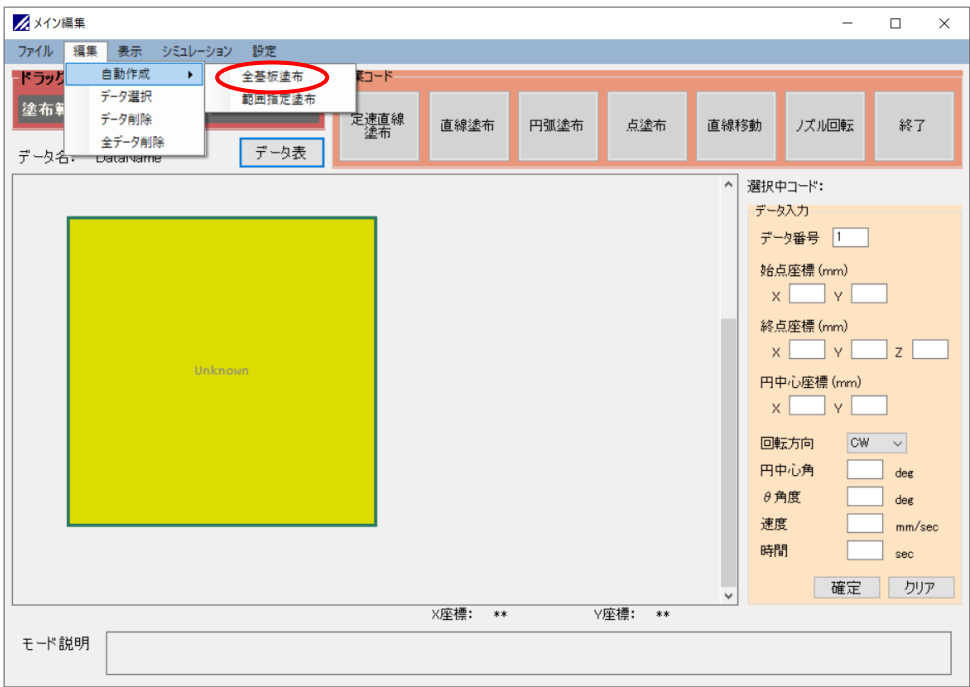 メイン編集
ファイル 編集 表示 シミュレーション 設定
ドラッグ
自動作成
全基板塗布
データ選択
範囲指定塗布
データ削除
全データ削除
コード
塗布
定速直線
塗布
直線塗布
円弧塗布
点塗布
直線移動
ノズル回転
終了
データ名: DataName
データ表
選択中コード:
データ入力
データ番号 1
始点座標(mm)
X Y
終点座標(mm)
X Y Z
円中心座標(mm)
X Y
回転方向 CW
円中心角 deg
θ角度 deg
速度 mm/sec
時間 sec
確定 クリア
Unknown
X座標: ** Y座標: **
モード説明